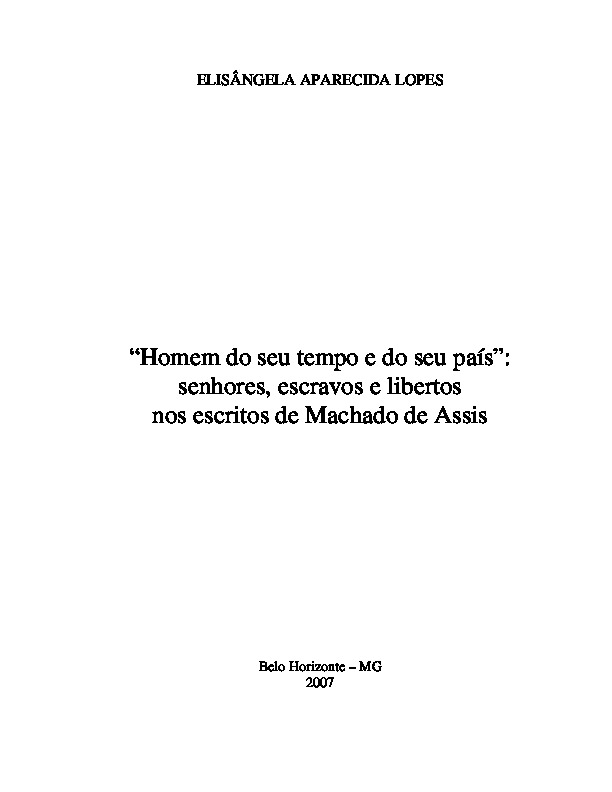 ELISÂNGELA APARECIDA LOPES
“Homem do seu tempo e do seu país”:
senhores, escravos e libertos
nos escritos de Machado de Assis
Belo Horizonte – MG
2007